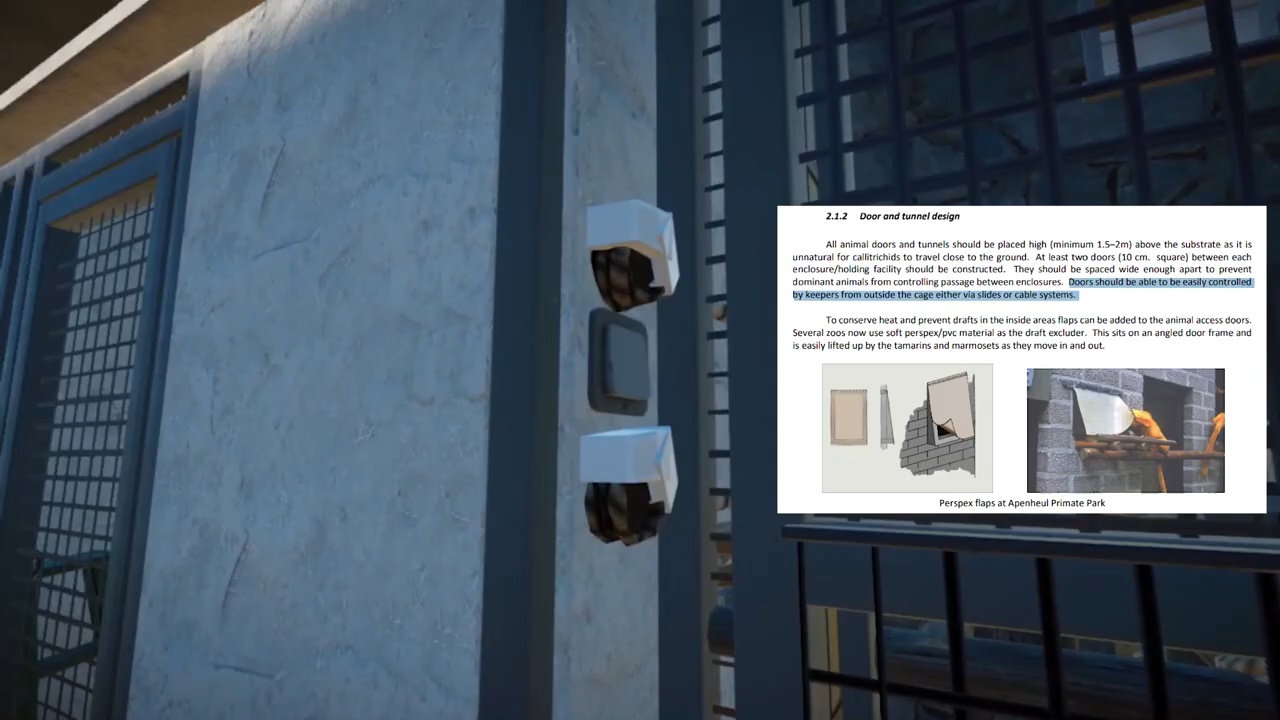 2.1.2 Door and tunnel design
All animal doors and tunnels should be placed high (minimum 1.5–2m) above the substrate as it is
unnatural for callitrichids to travel close to the ground. At least two doors (10 cm. square) between each
enclosure/holding facility should be constructed. They should be spaced wide enough apart to prevent
dominant animals from controlling passage between enclosures. Doors should be able to be easily controlled
by keepers from outside the cage either via slides or cable systems.
To conserve heat and prevent drafts in the inside areas flaps can be added to the animal access doors.
Several zoos now use soft perspex/pvc material as the draft excluder. This sits on an angled door frame and
is easily lifted up by the tamarins and marmosets as they move in and out.
Perspex flaps at Apenheul Primate Park